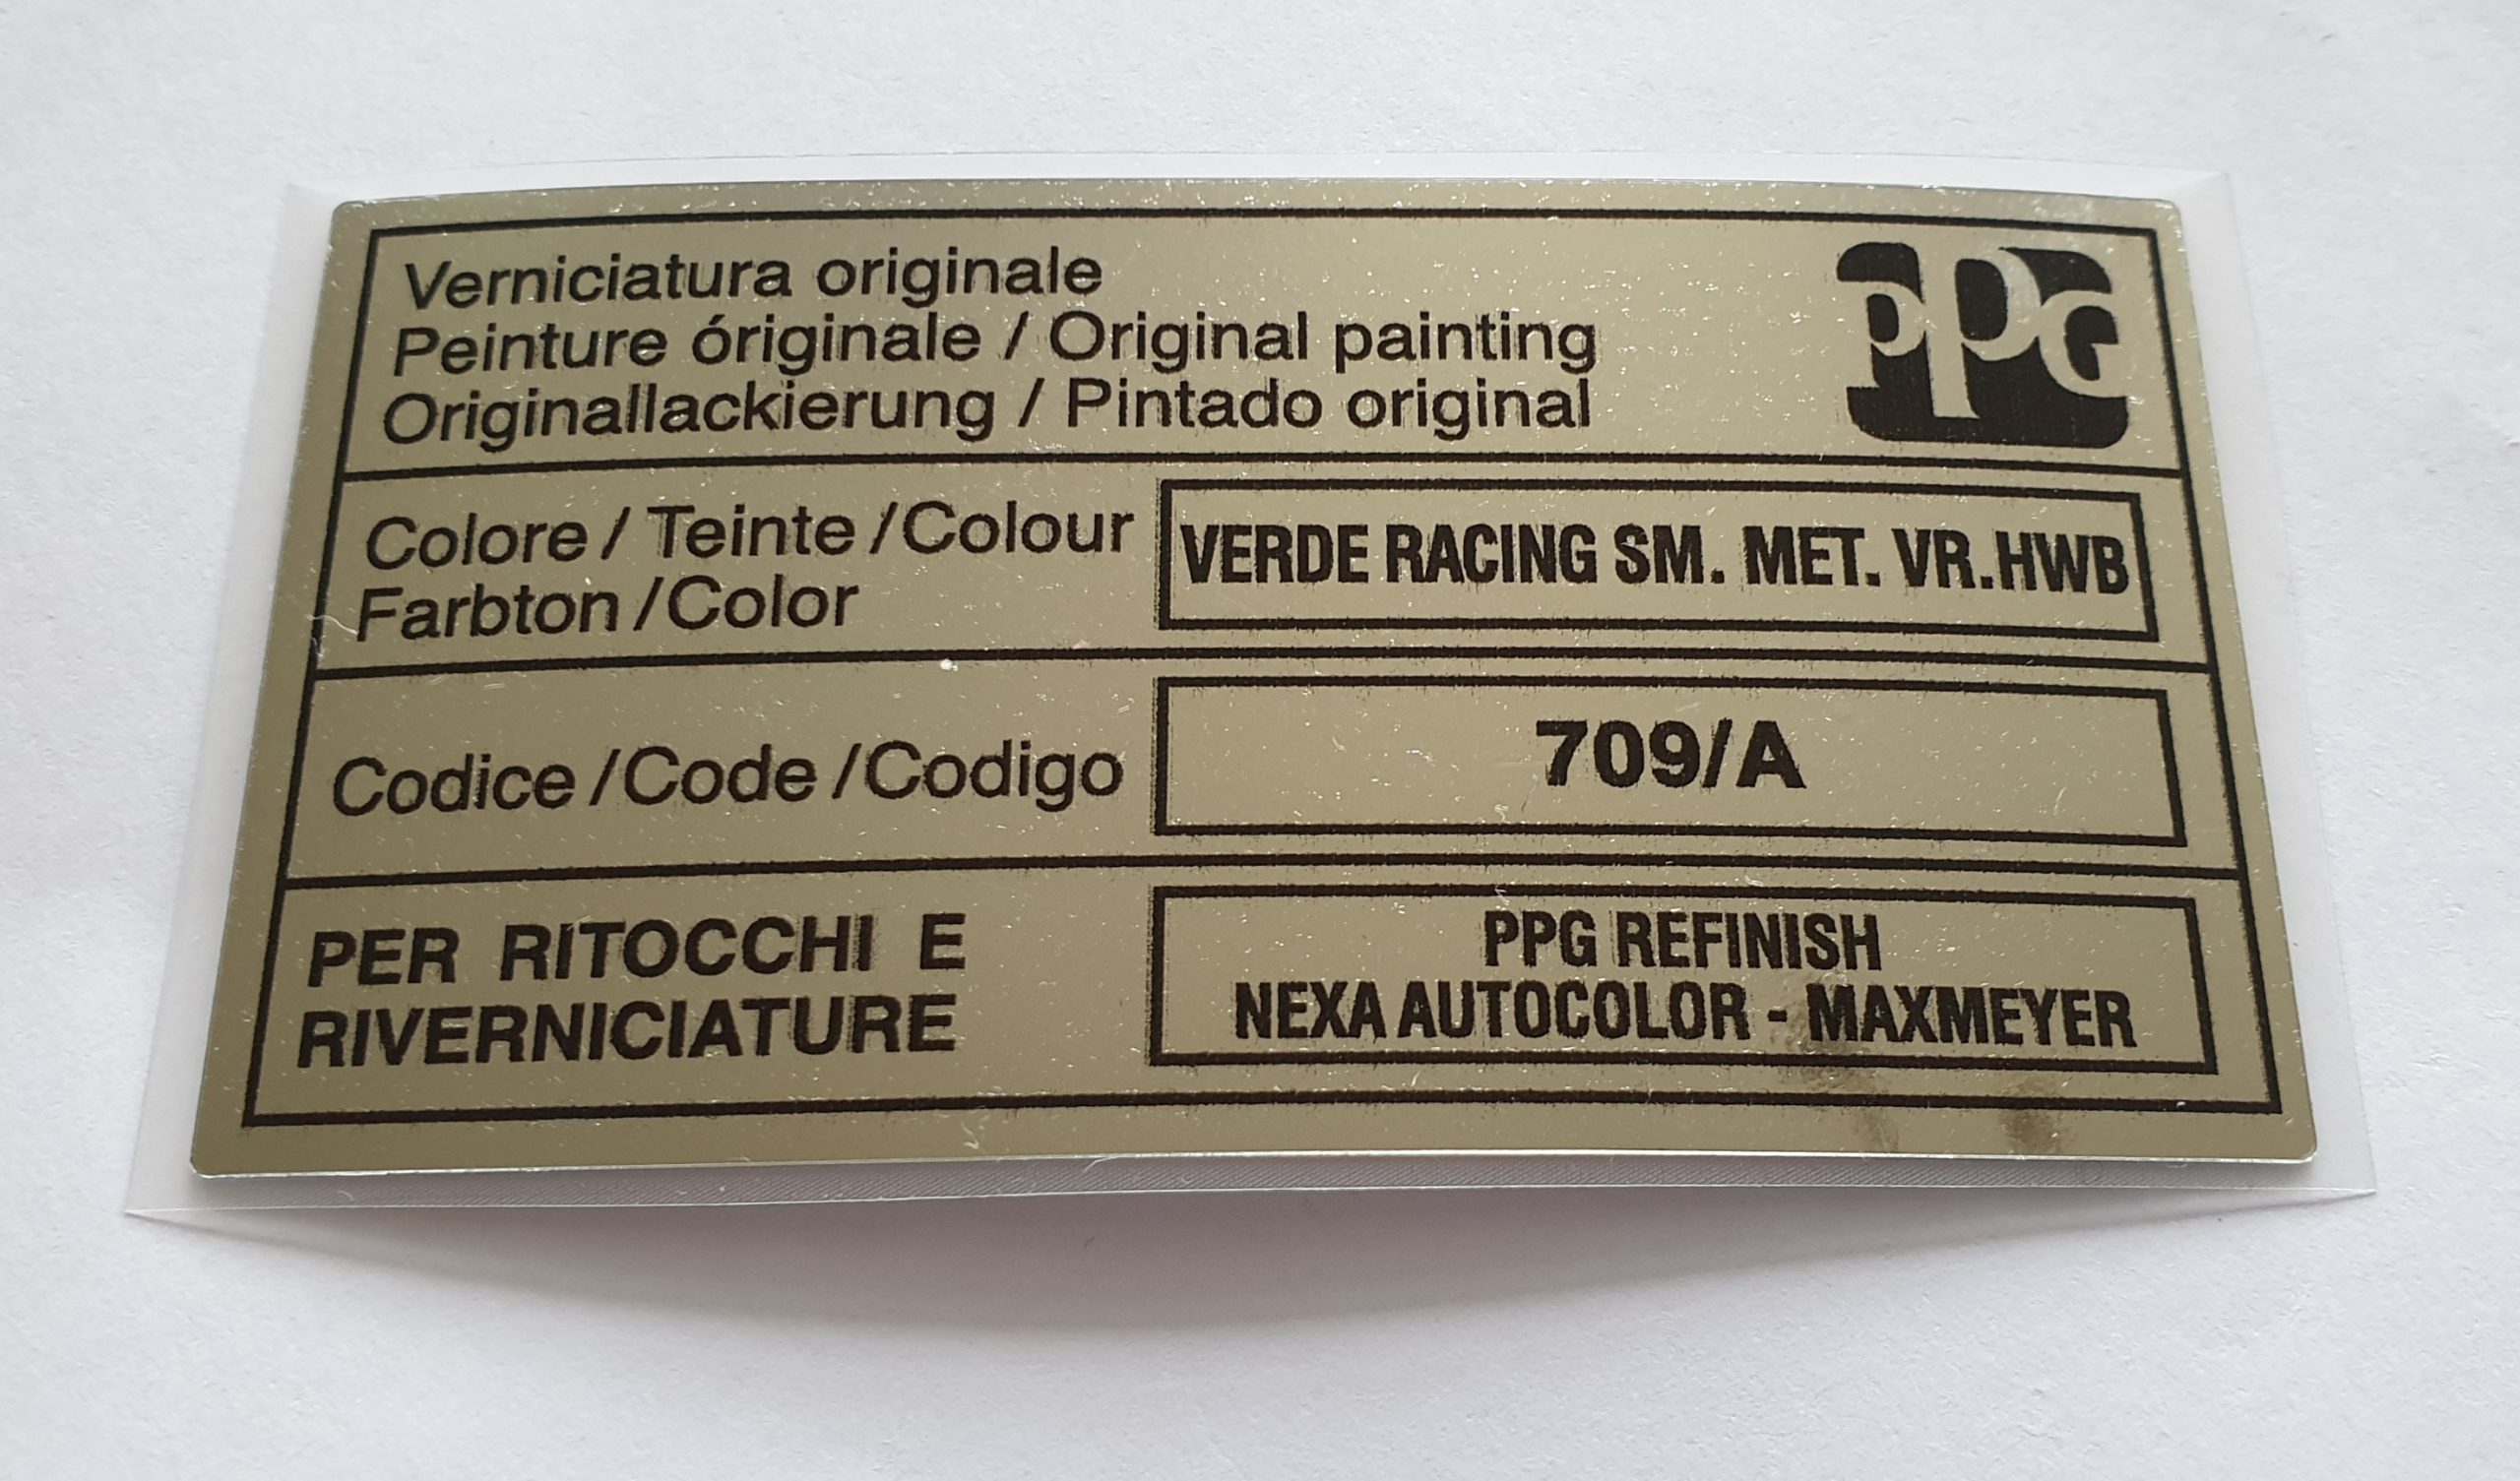 Verniciatura originale
Peinture óriginale / Original painting
Originallackierung / Pintado original
ppg
Colore / Teinte /Colour
Farbton /Color
VERDE RACING SM. MET. VR.HWB
Codice /Code /Codigo
709/A
PER RITOCCHI E
RIVERNICIATURE
PPG REFINISH
NEXA AUTOCOLOR - MAXMEYER